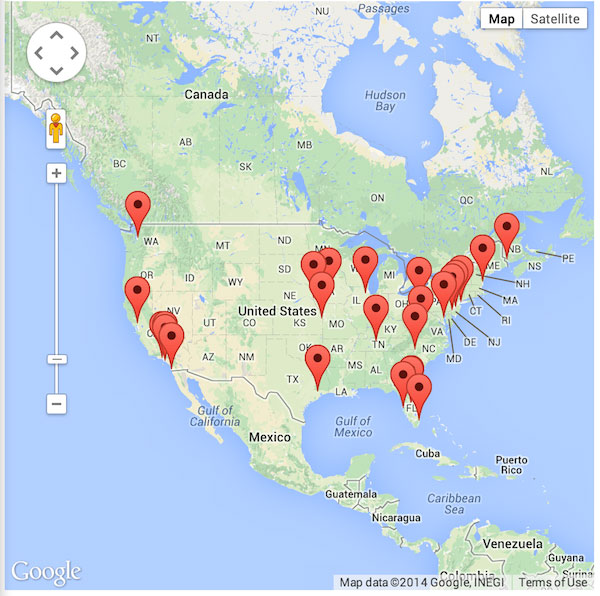 NU
Passages
Map
Satellite
NT
Canada
Hudson
Bay
AB
MB
BC
SK
NL
ON
QC
NB
PE
WA
MT
ND
MN
ME
NS
OR
ID
SD
WI
MI
NH
WY
MA
NE
IL
OH
PA
CT
RI
NV
United States
UT
CO
KS
MO
KY
VA
NJ
DE
MD
CA
AZ
NM
OK
AR
TN
NC
MS
AL
TX
LA
Gulf of
California
FL
Gulf of
Mexico
Mexico
Cuba
Puerto
Rico
Guatemala
Caribbean
Sea
Nicaragua
Venezuela
Guyana
Google
Colombia
Surina
Map data ©2014 Google, INEGI
Terms of Use